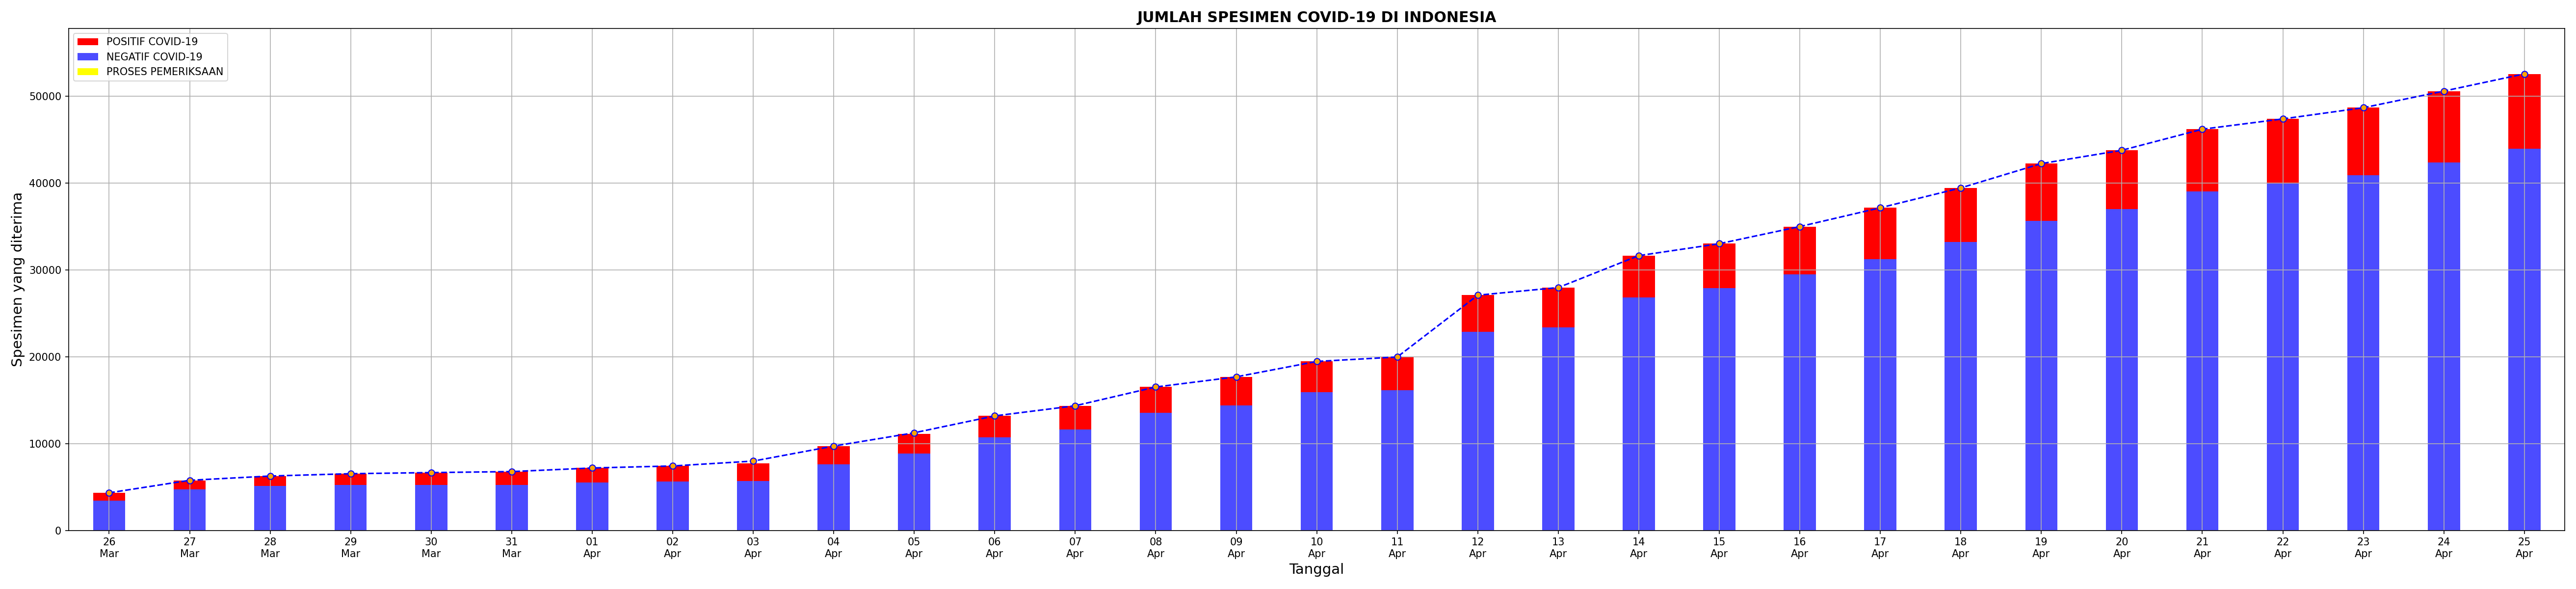 JUMLAH SPESIMEN COVID-19 DI INDONESIA
POSITIF COVID-19
NEGATIF COVID-19
PROSES PEMERIKSAAN
Spesimen yang diterima
50000
40000
30000
20000
10000
0
26 27 28 29 30 31 01 02 03 04 05 06 07 08 09 10 11 12 13 14 15 16 17 18 19 20 21 22 23 24 25
Mar Mar Mar Mar Mar Mar Apr Apr Apr Apr Apr Apr Apr Apr Apr Apr Apr Apr Apr Apr Apr Apr Apr Apr Apr Apr Apr Apr Apr Apr Apr
Tanggal